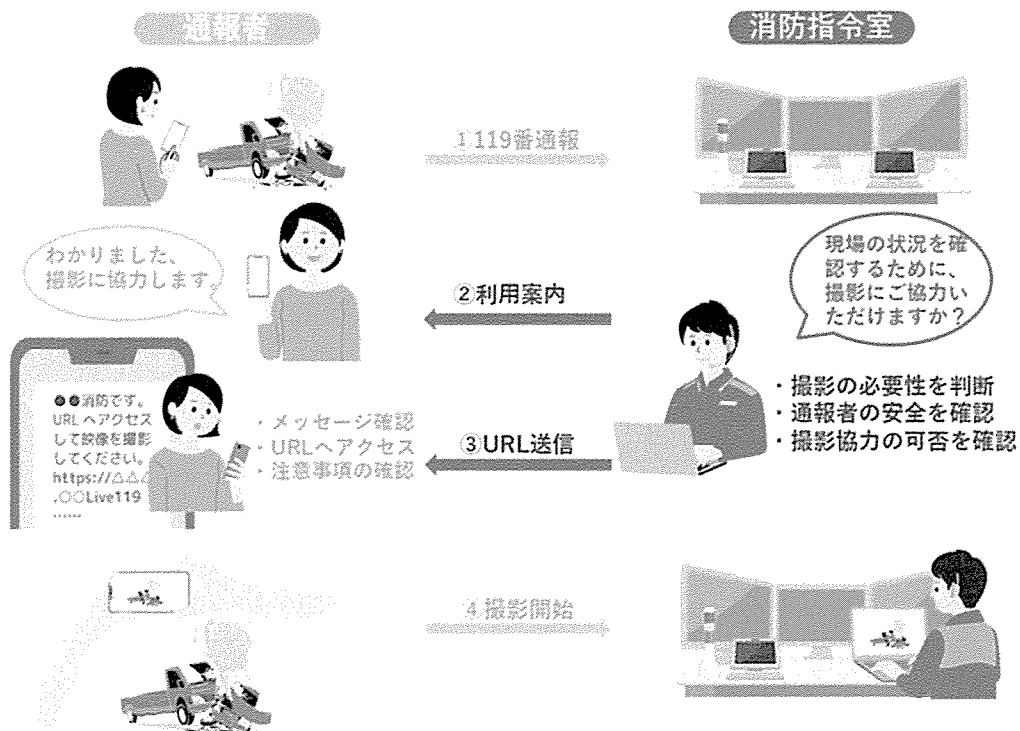 通報者
消防指令室
①119番通報
わかりました、
撮影に協力します。
②利用案内
現場の状況を確
認するために、
撮影にご協力い
ただけますか？
・撮影の必要性を判断
・通報者の安全を確認
・撮影協力の可否を確認
③URL送信
・メッセージ確認
・URLへアクセス
・注意事項の確認
●●消防です。
URLへアクセス
して映像を撮影
してください。
https://△△△
.○○Live119
……
④撮影開始